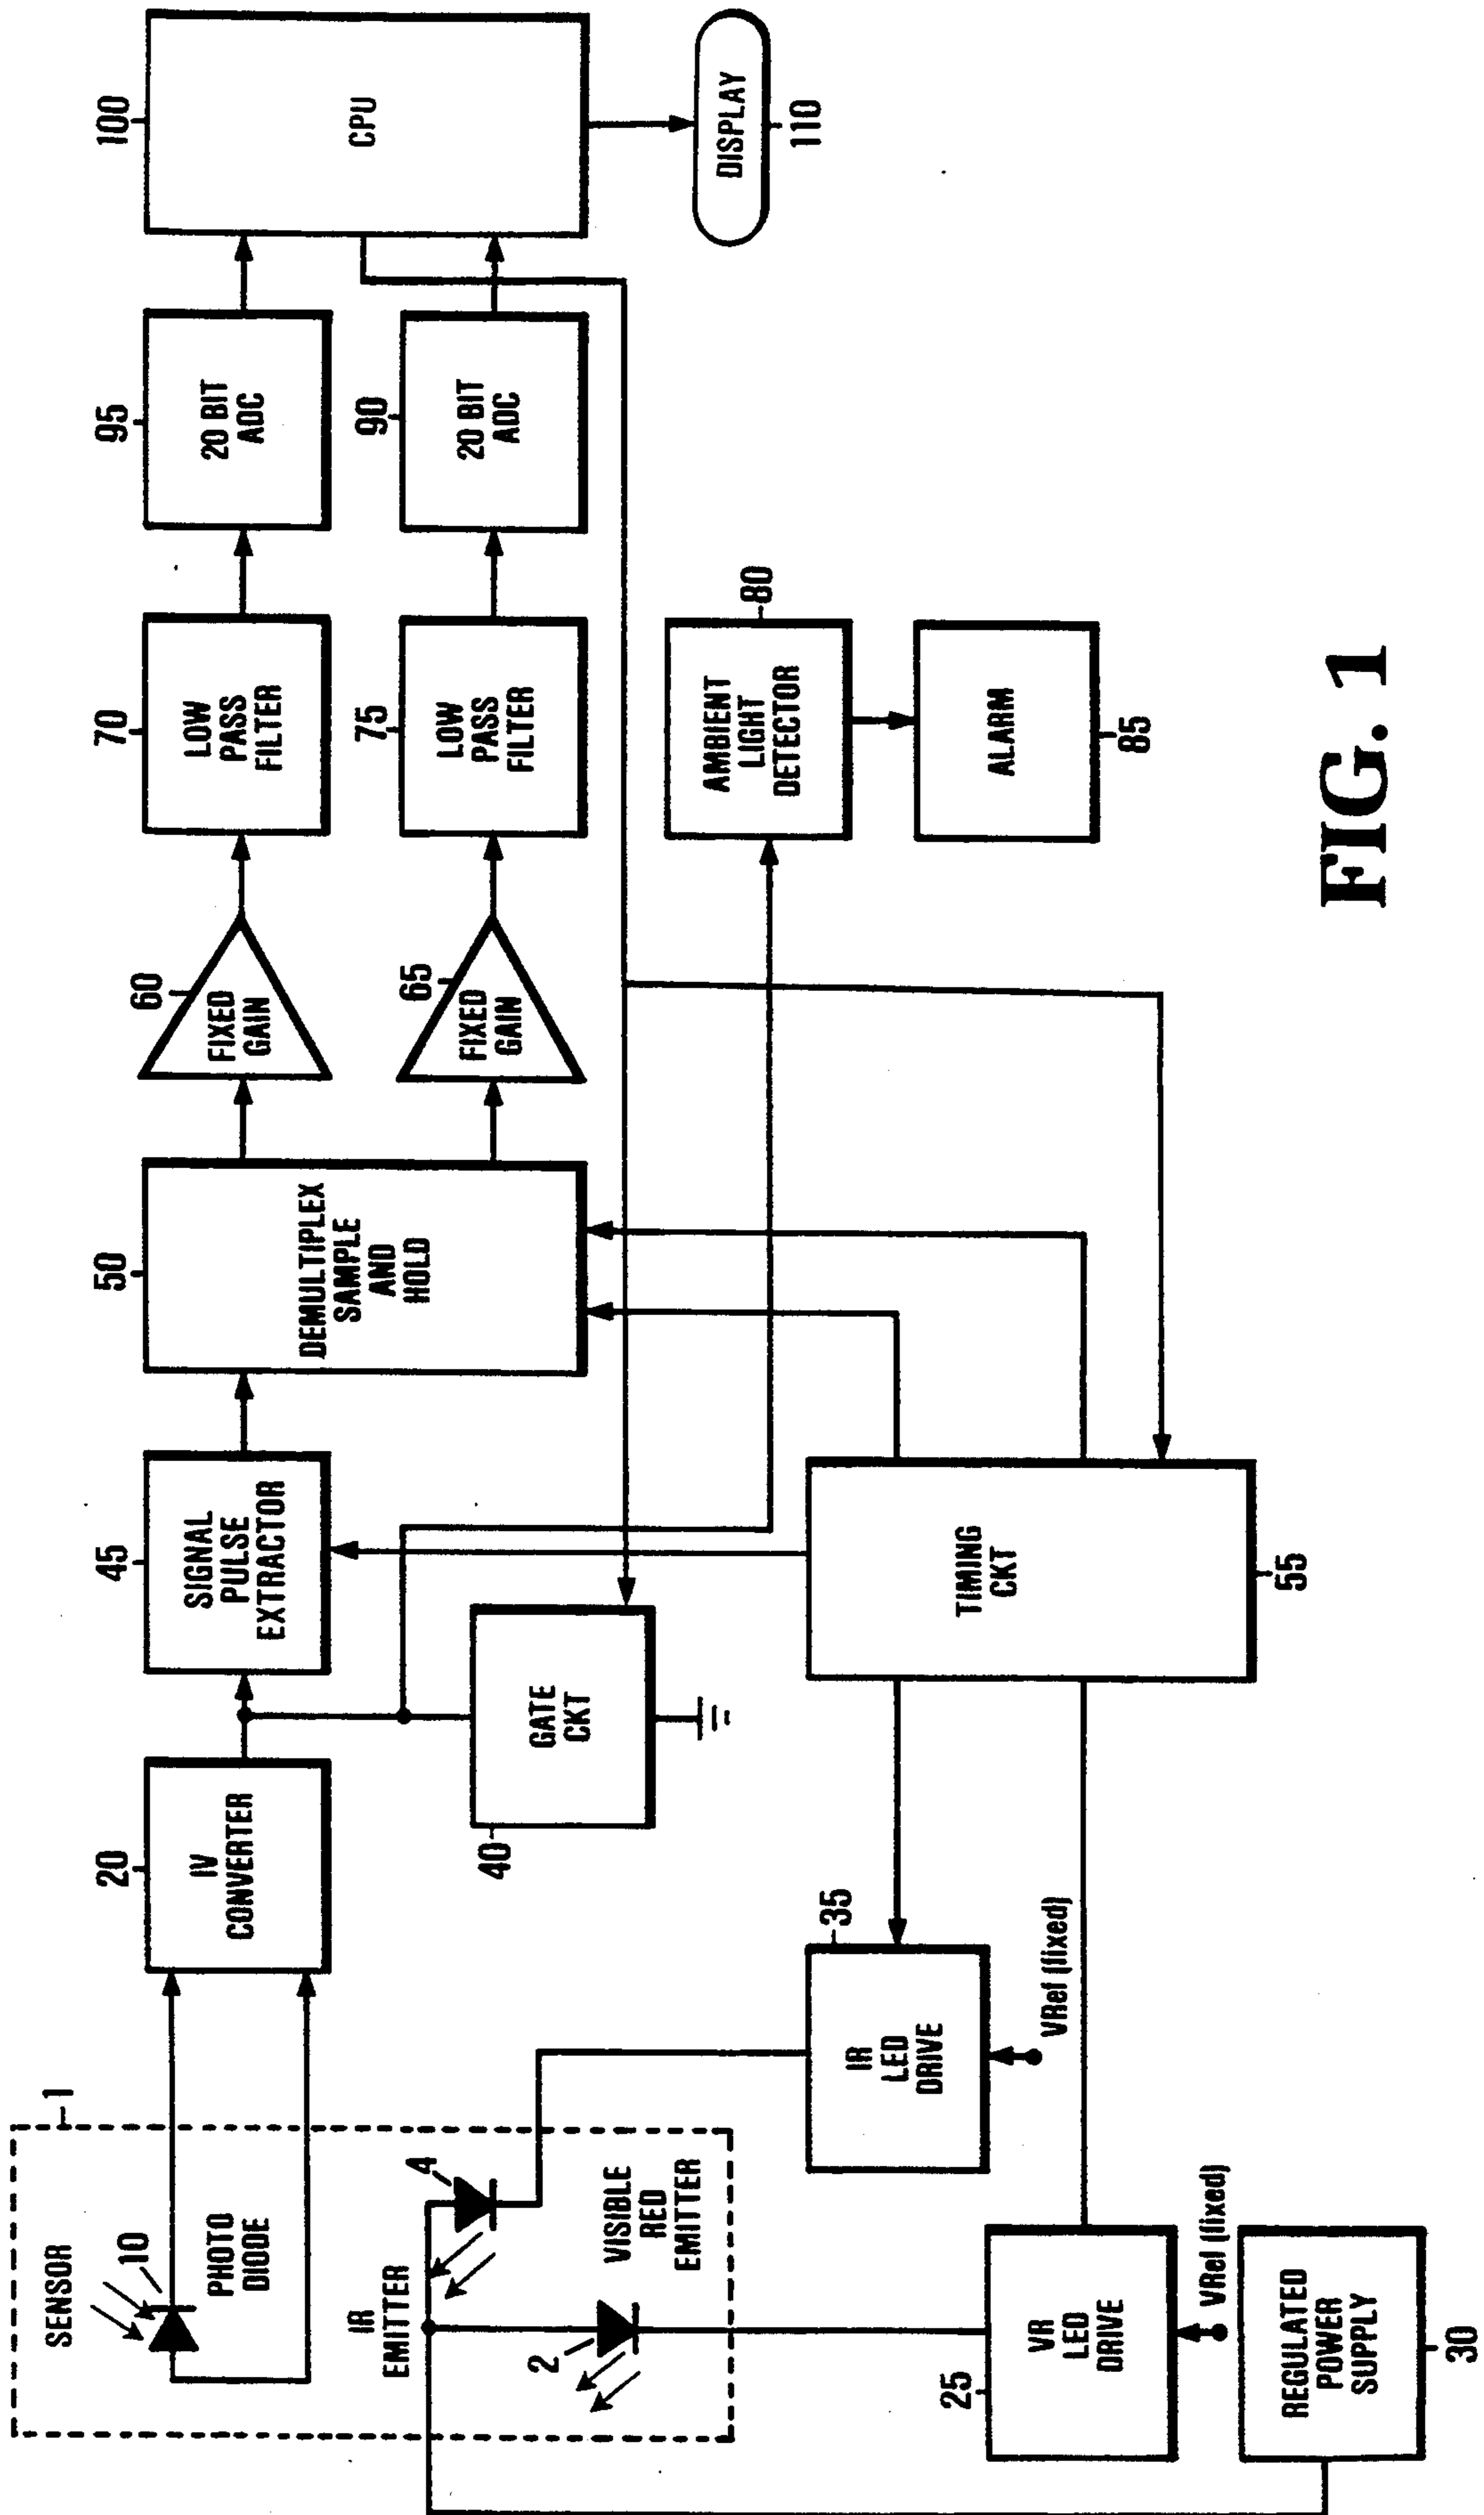 SENSOR
1
10
PHOTO
DIODE
IR
EMITTER
4
2
VISIBLE
RED
EMITTER
20
IV
CONVERTER
45
SIGNAL
PULSE
EXTRACTOR
50
DEMULTIPLEX
SAMPLE
AND
HOLD
60
FIXED
GAIN
65
FIXED
GAIN
70
LOW
PASS
FILTER
75
LOW
PASS
FILTER
95
20 BIT
ADC
90
20 BIT
ADC
100
CPU
DISPLAY
110
40
GATE
CKT
AMBIENT
LIGHT
DETECTOR
80
ALARM
85
TIMING
CKT
55
35
IR
LED
DRIVE
VRef (fixed)
25
VR
LED
DRIVE
VRef (fixed)
REGULATED
POWER
SUPPLY
30
FIG. 1